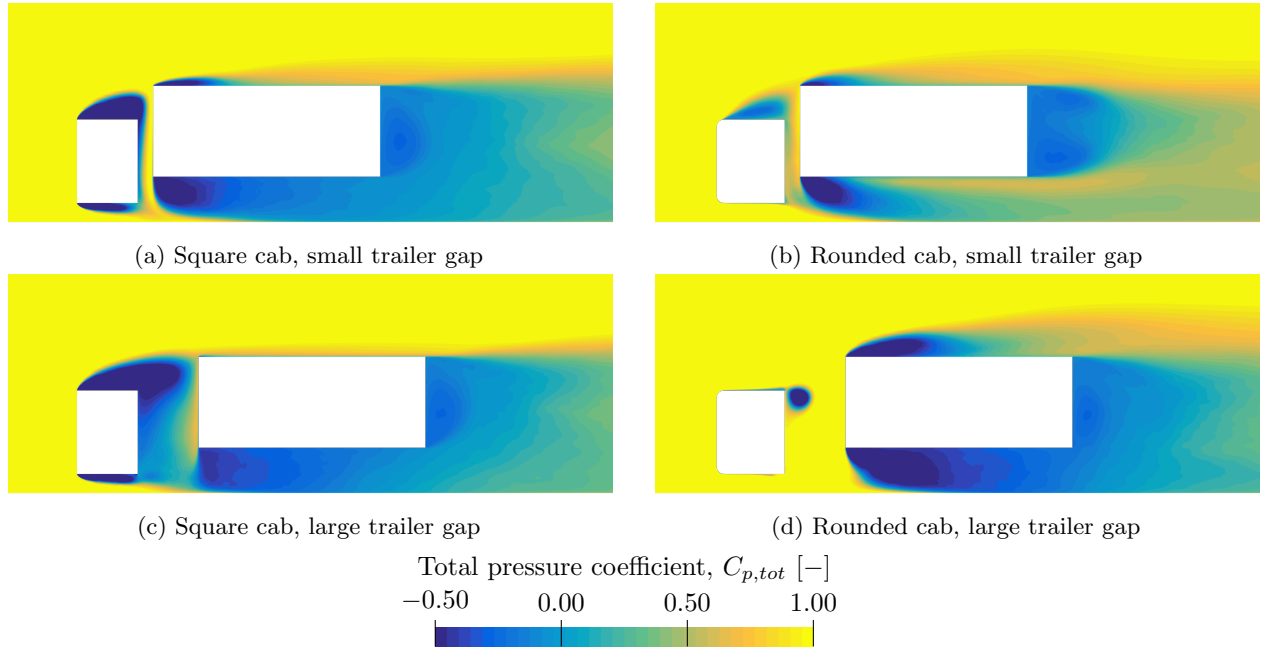 (a) Square cab, small trailer gap
(b) Rounded cab, small trailer gap
(c) Square cab, large trailer gap
(d) Rounded cab, large trailer gap
Total pressure coefficient, C_{p,tot} [−]
−0.50 0.00 0.50 1.00